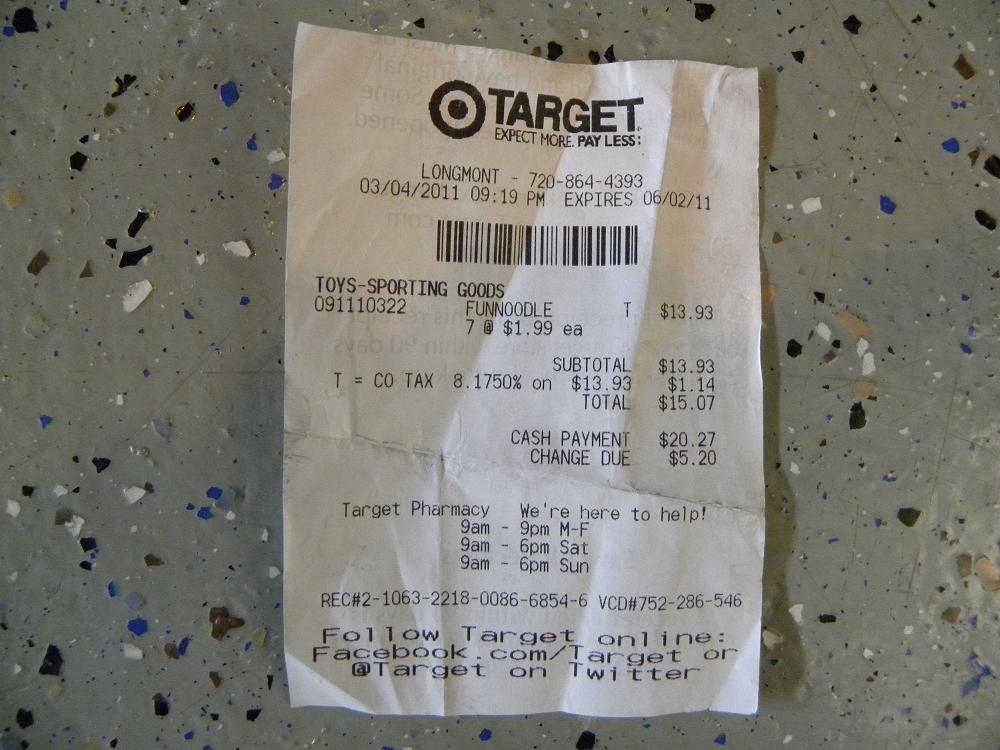 TARGET
EXPECT MORE. PAY LESS.
LONGMONT - 720-864-4393
03/04/2011 09:19 PM EXPIRES 06/02/11
TOYS-SPORTING GOODS
091110322 FUNNOODLE T $13.93
7 @ $1.99 ea
SUBTOTAL $13.93
T = CO TAX 8.1750% on $13.93 $1.14
TOTAL $15.07
CASH PAYMENT $20.27
CHANGE DUE $5.20
Target Pharmacy We're here to help!
9am - 9pm M-F
9am - 6pm Sat
9am - 6pm Sun
REC#2-1063-2218-0086-6854-6 VCD#752-286-546
Follow Target online:
Facebook.com/Target or
@Target on Twitter